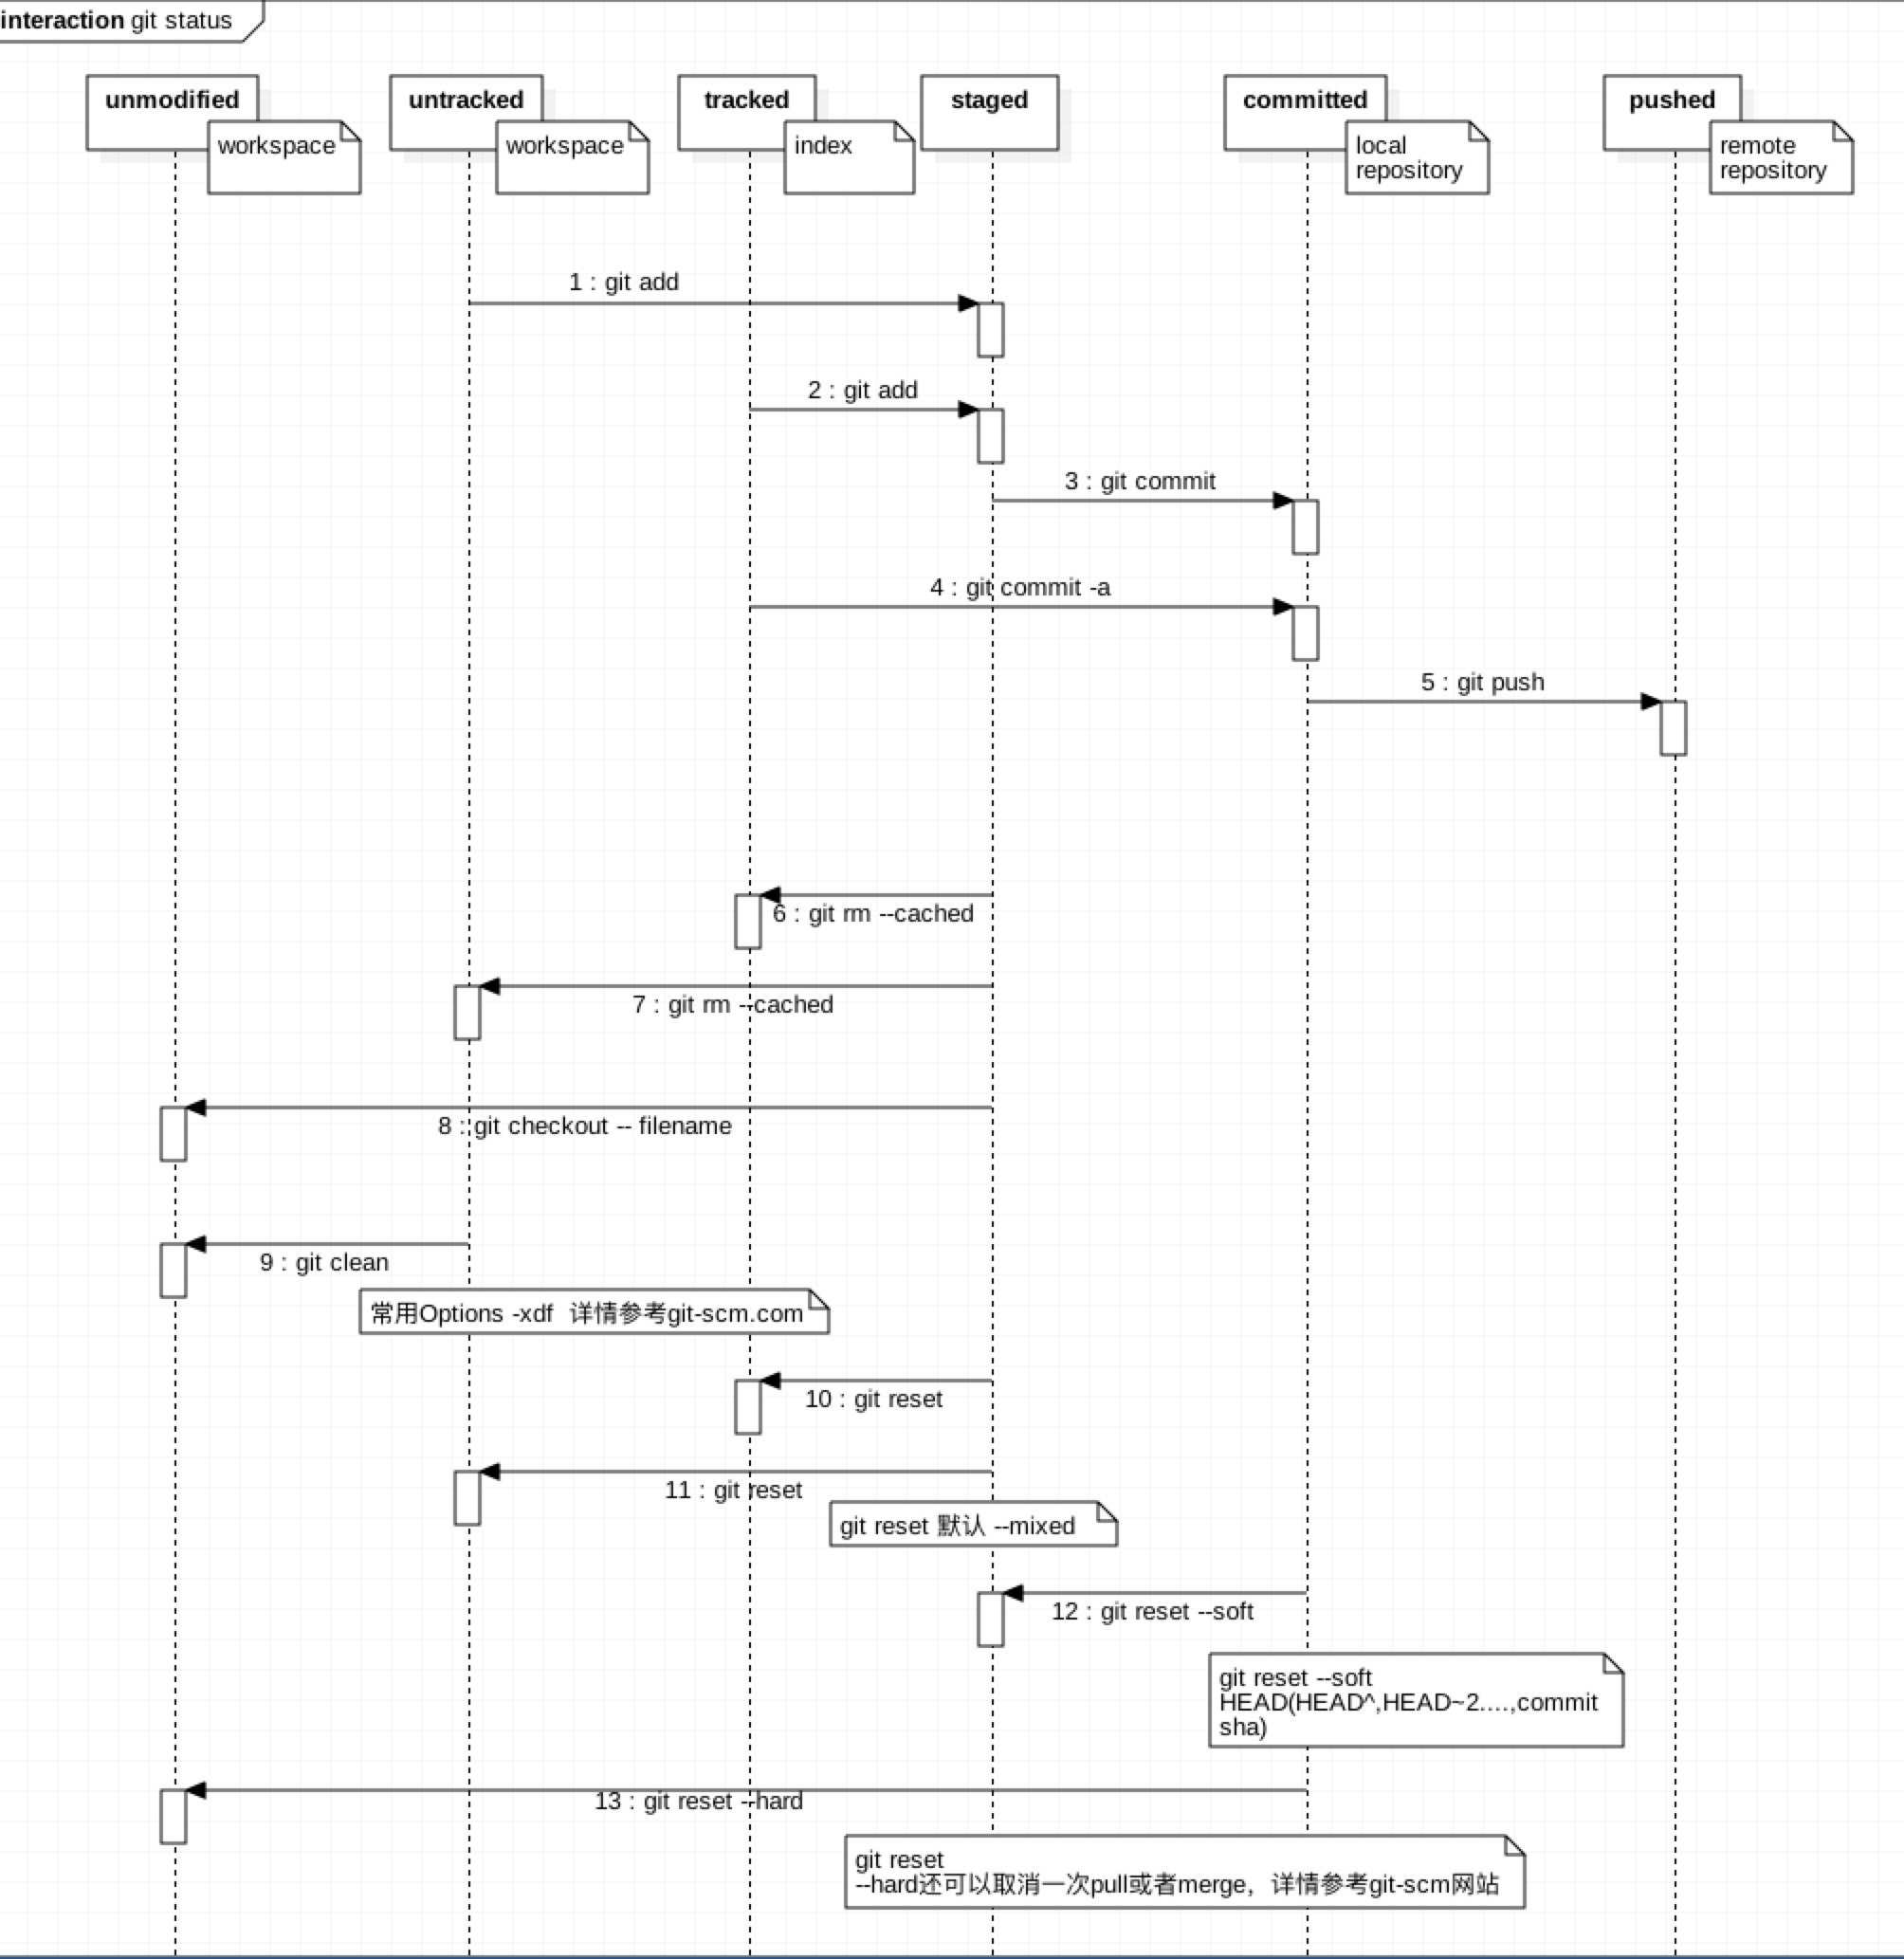 interaction git status
unmodified
untracked
tracked
staged
committed
pushed
workspace
workspace
index
local
repository
remote
repository
1 : git add
2 : git add
3 : git commit
4 : git commit -a
5 : git push
6 : git rm --cached
7 : git rm --cached
8 : git checkout -- filename
9 : git clean
常用Options -xdf 详情参考git-scm.com
10 : git reset
11 : git reset
git reset 默认 --mixed
12 : git reset --soft
git reset --soft
HEAD(HEAD^,HEAD~2....,commit
sha)
13 : git reset --hard
git reset
--hard还可以取消一次pull或者merge，详情参考git-scm网站